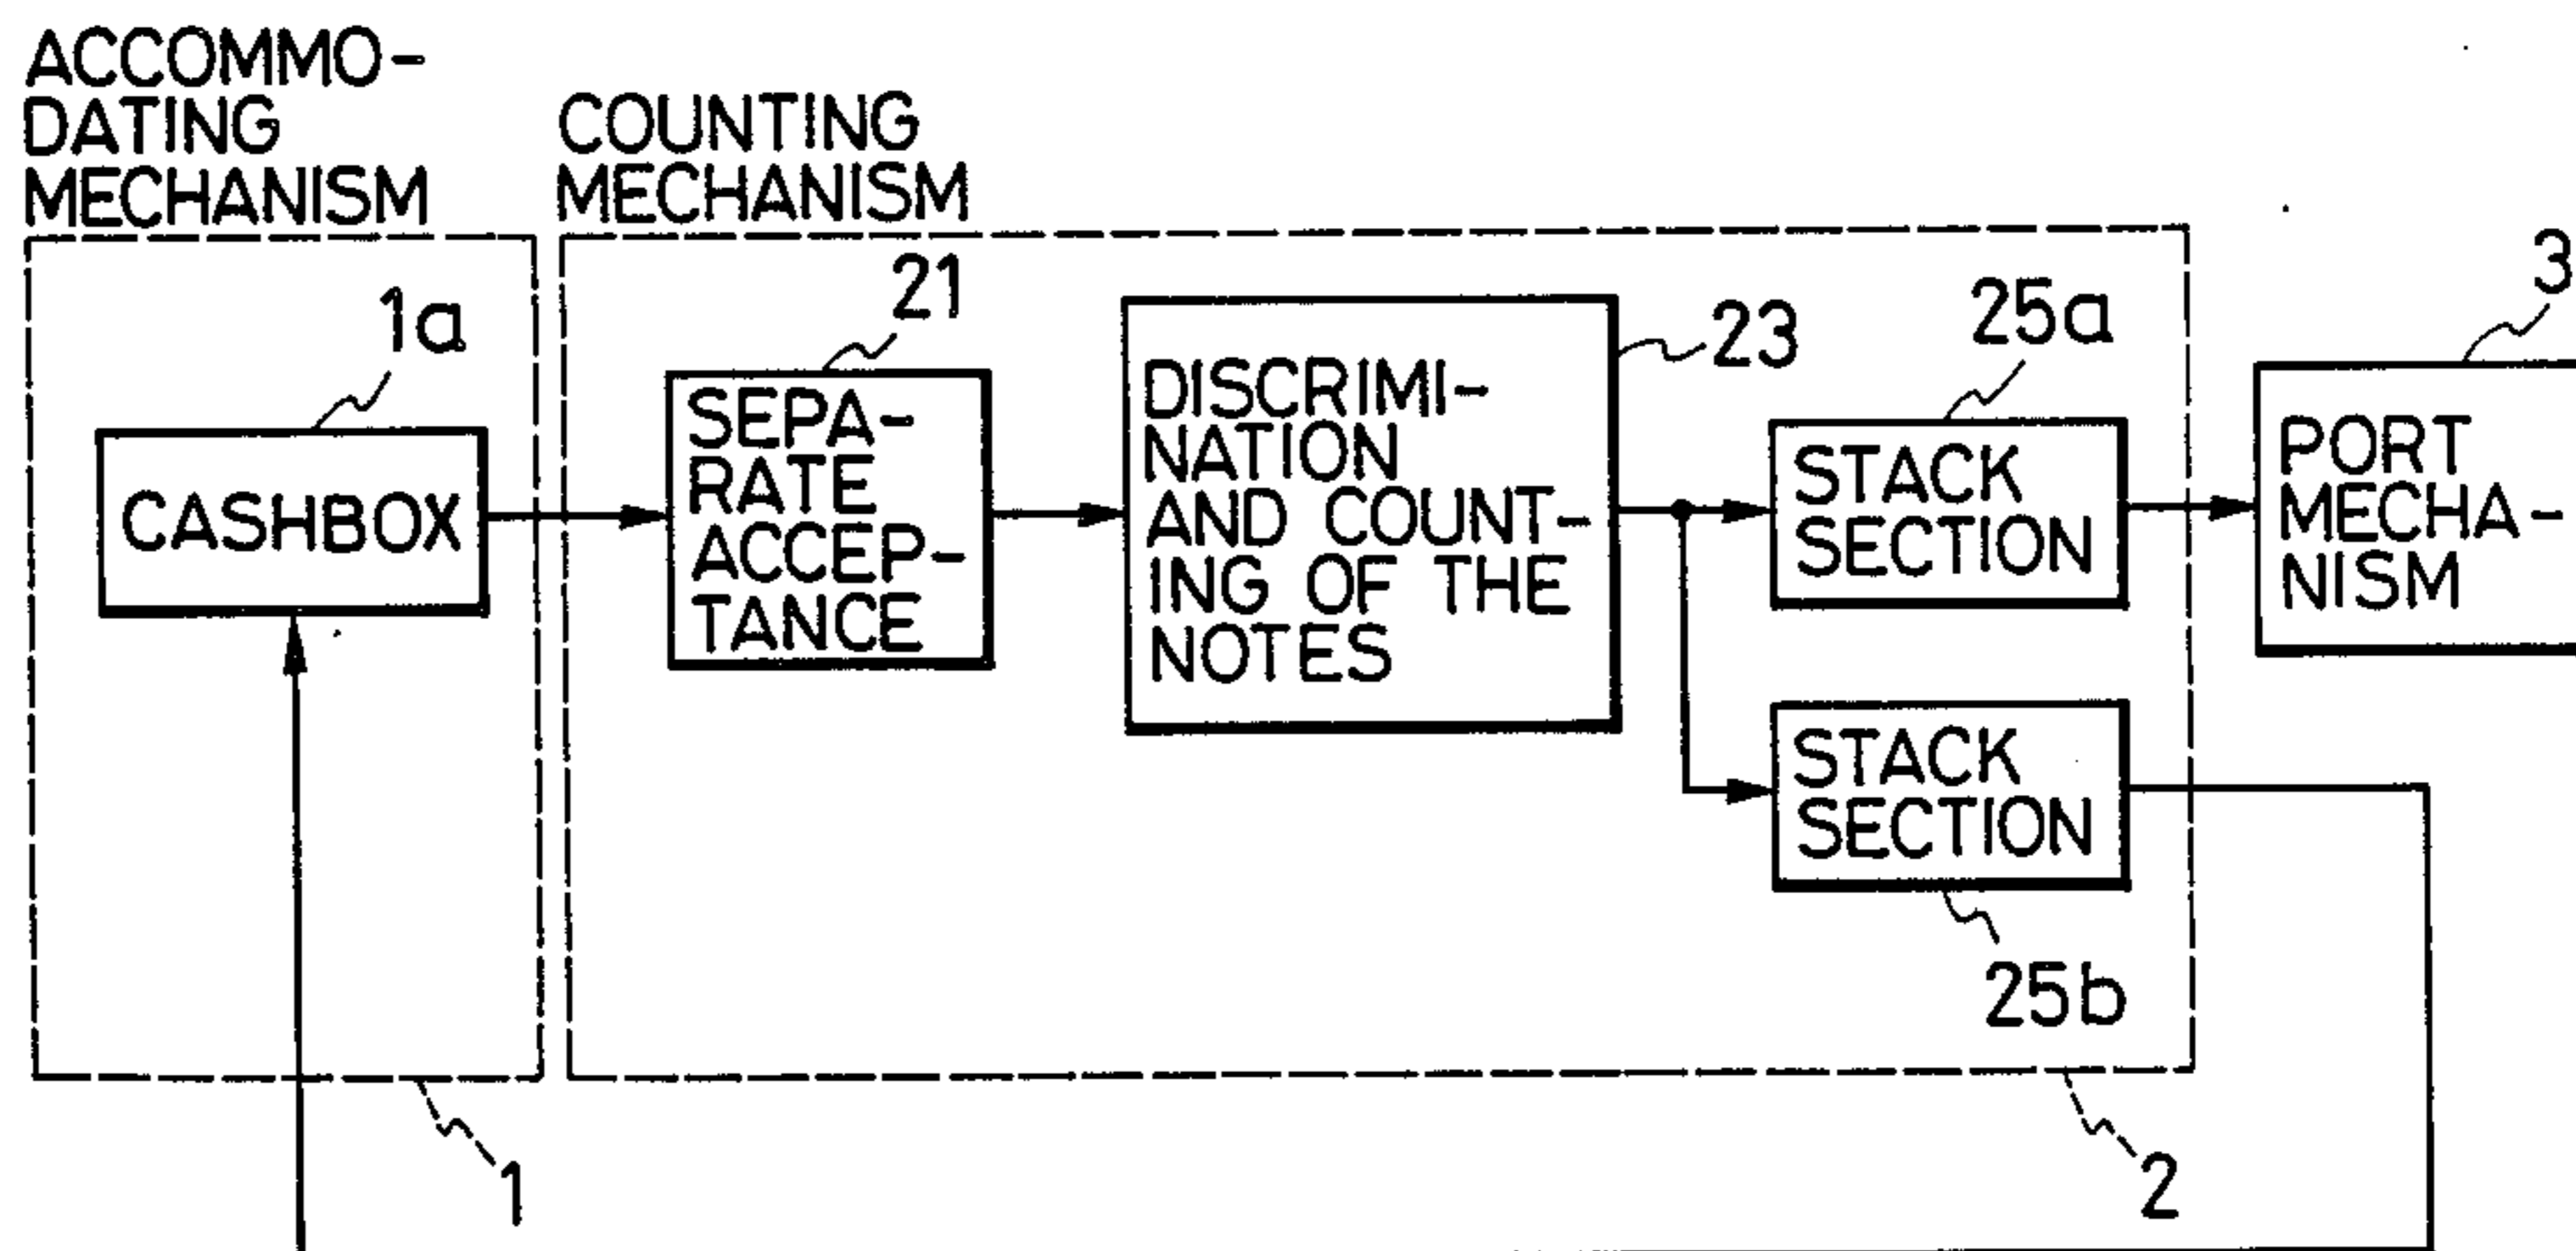 ACCOMMO-
DATING
MECHANISM
COUNTING
MECHANISM
1a
CASHBOX
21
SEPA-
RATE
ACCEP-
TANCE
DISCRIMI-
NATION
AND COUNT-
ING OF THE
NOTES
23
25a
STACK
SECTION
STACK
SECTION
25b
3
PORT
MECHA-
NISM
1
2